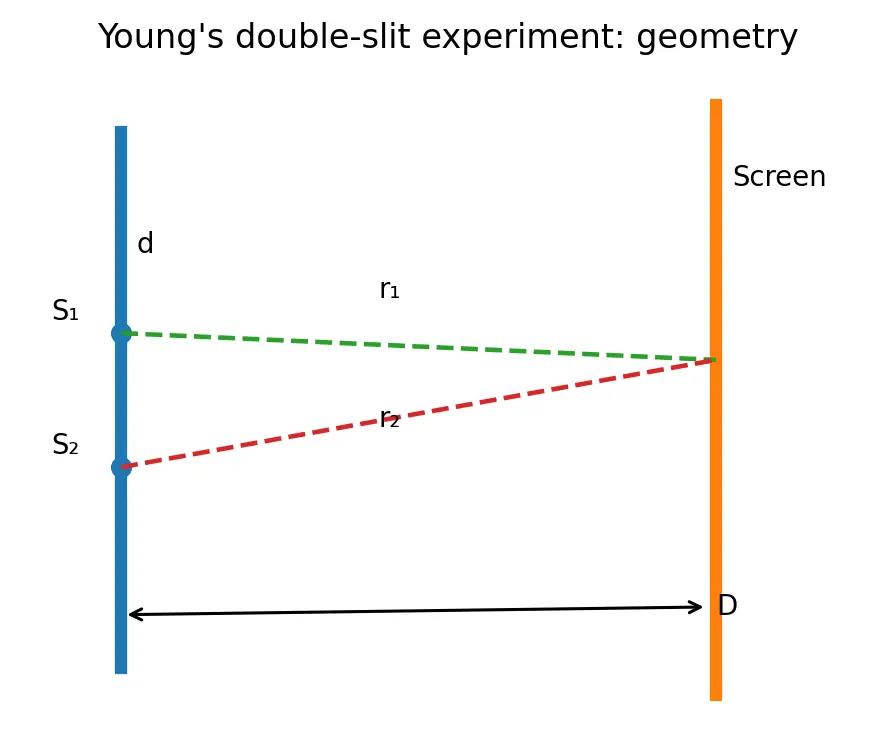 Young's double-slit experiment: geometry
Screen
d
r₁
S₁
r₂
S₂
D